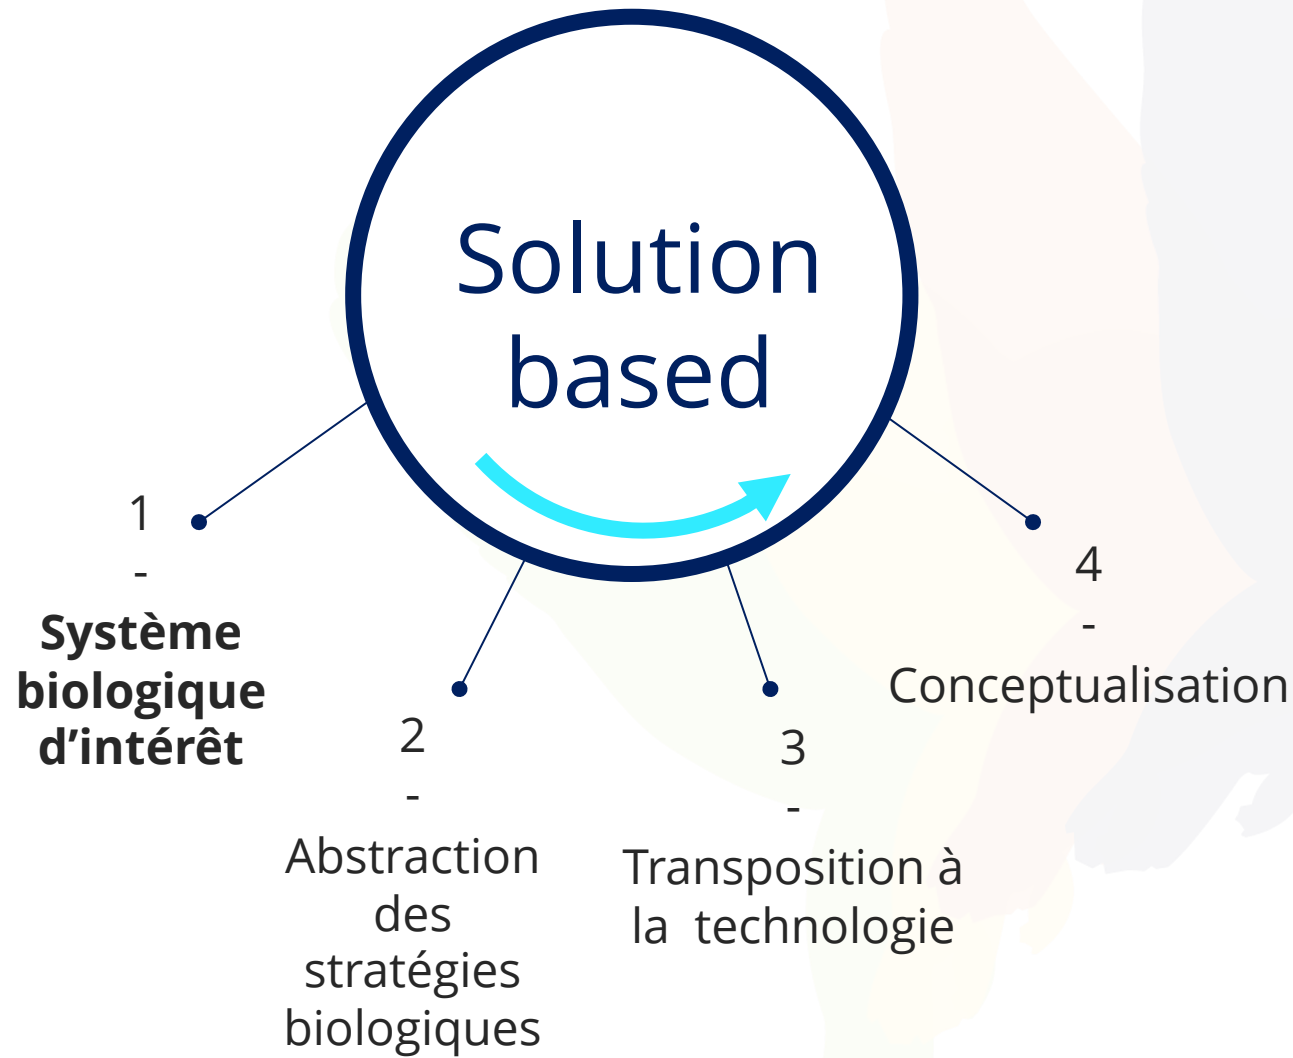 Solution
based
1
-
Système
biologique
d’intérêt
2
-
Abstraction
des
stratégies
biologiques
3
-
Transposition à
la  technologie
4
-
Conceptualisation